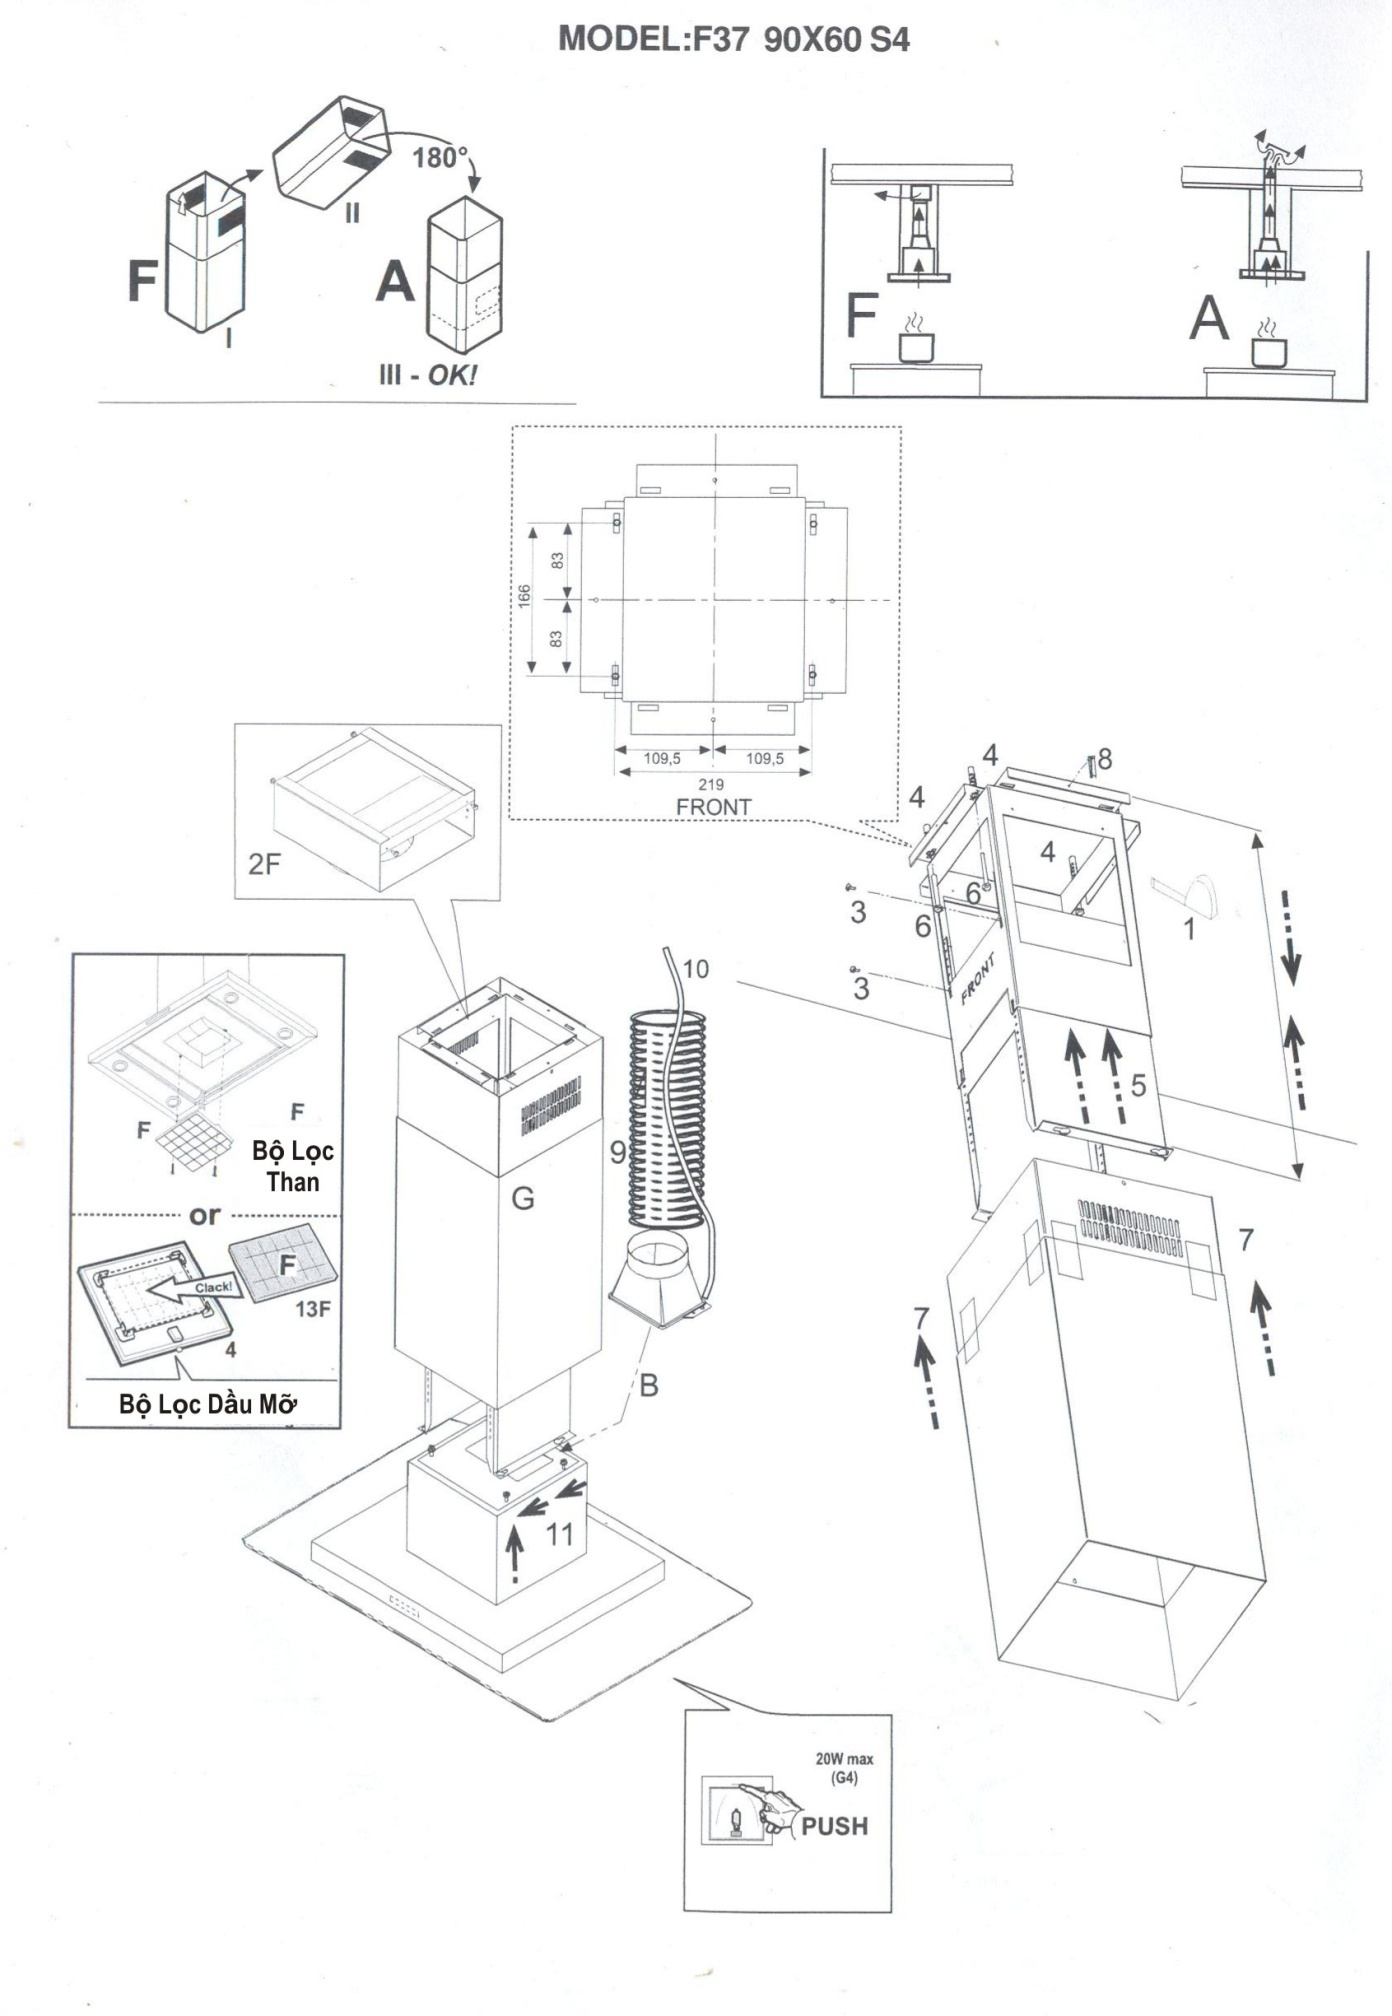 MODEL:F37 90X60 S4
180°
II
F
I
A
III - OK!
F
A
83
166
83
109,5
109,5
219
FRONT
2F
4
8
4
4
6
3
6
1
3
FRONT
5
10
9
F
F
Bộ Lọc
Than
or
F
Clack!
13F
4
Bộ Lọc Dầu Mỡ
G
B
7
7
11
20W max
(G4)
PUSH